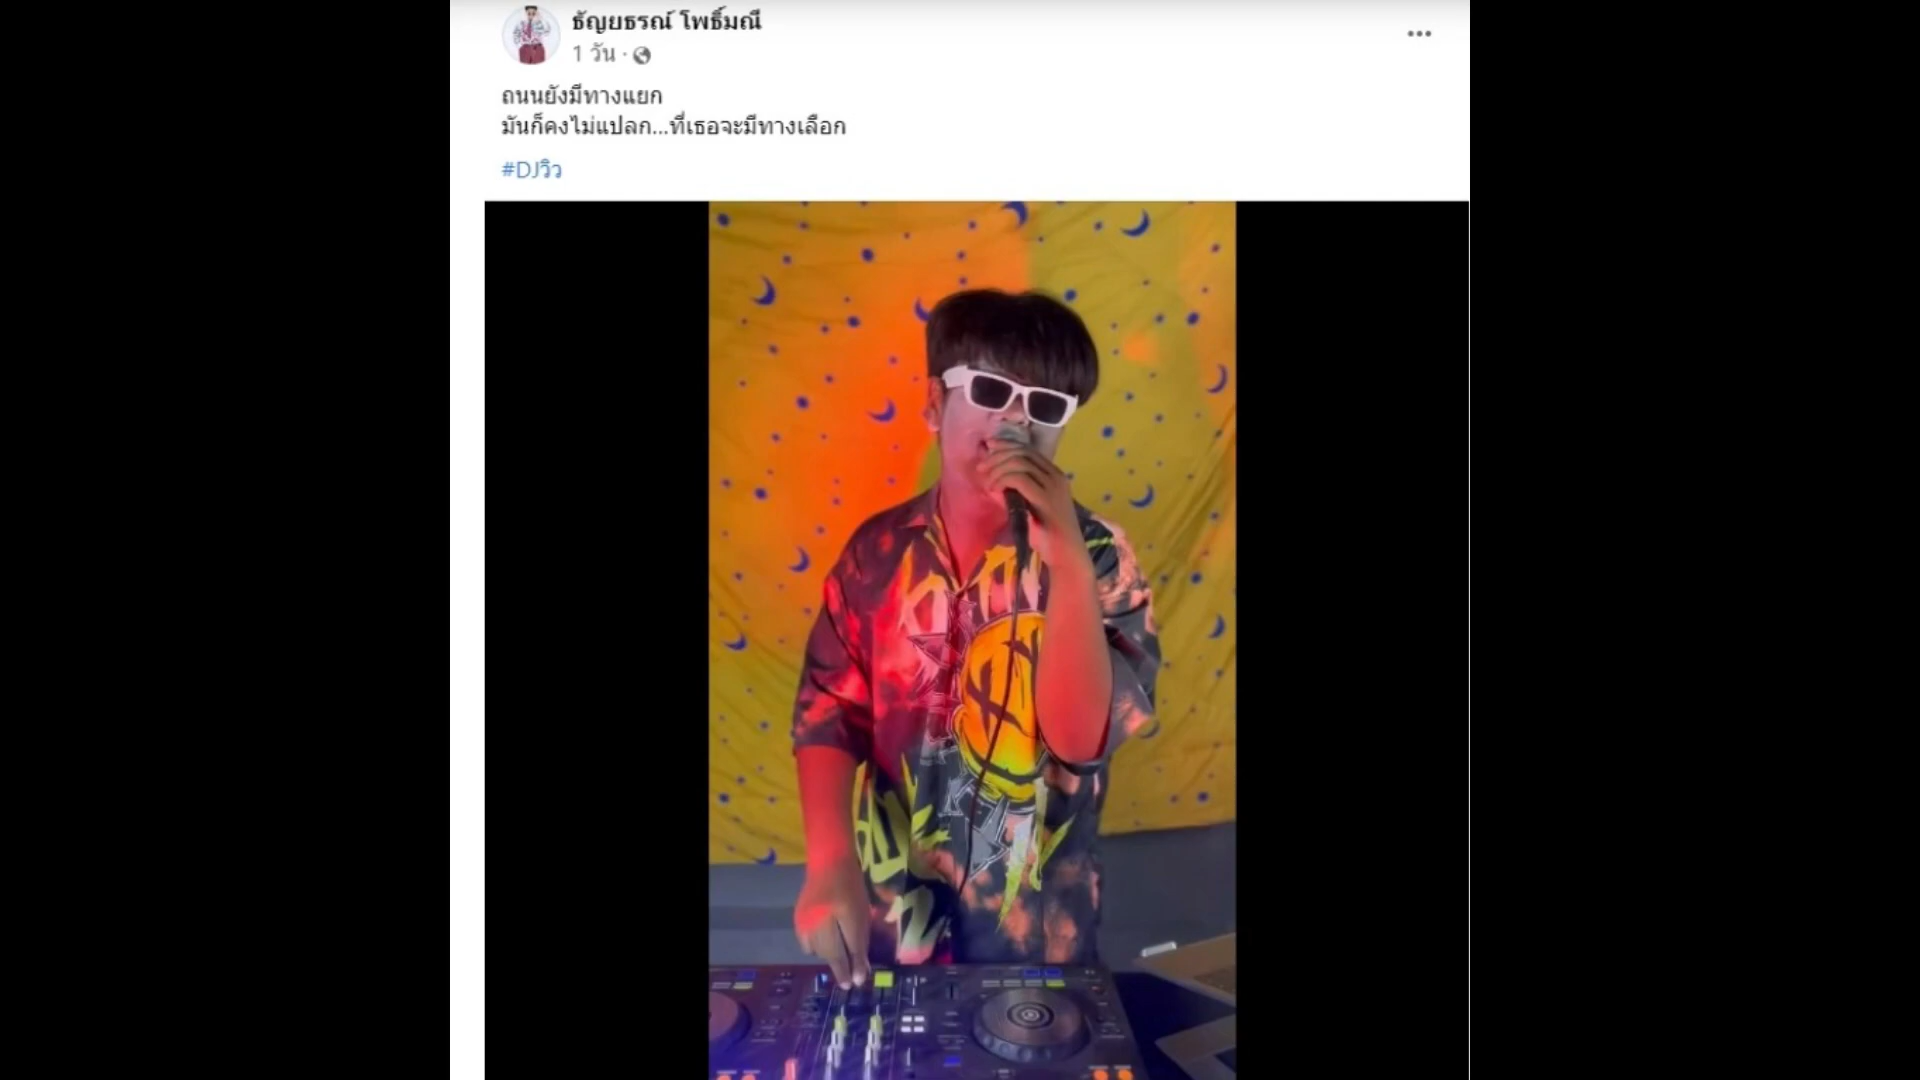 ธัญยธรณ์ โพธิ์มณี
1 วัน ·
ถนนยังมีทางแยก
มันก็คงไม่แปลก...ที่เธอจะมีทางเลือก
#DJวิว